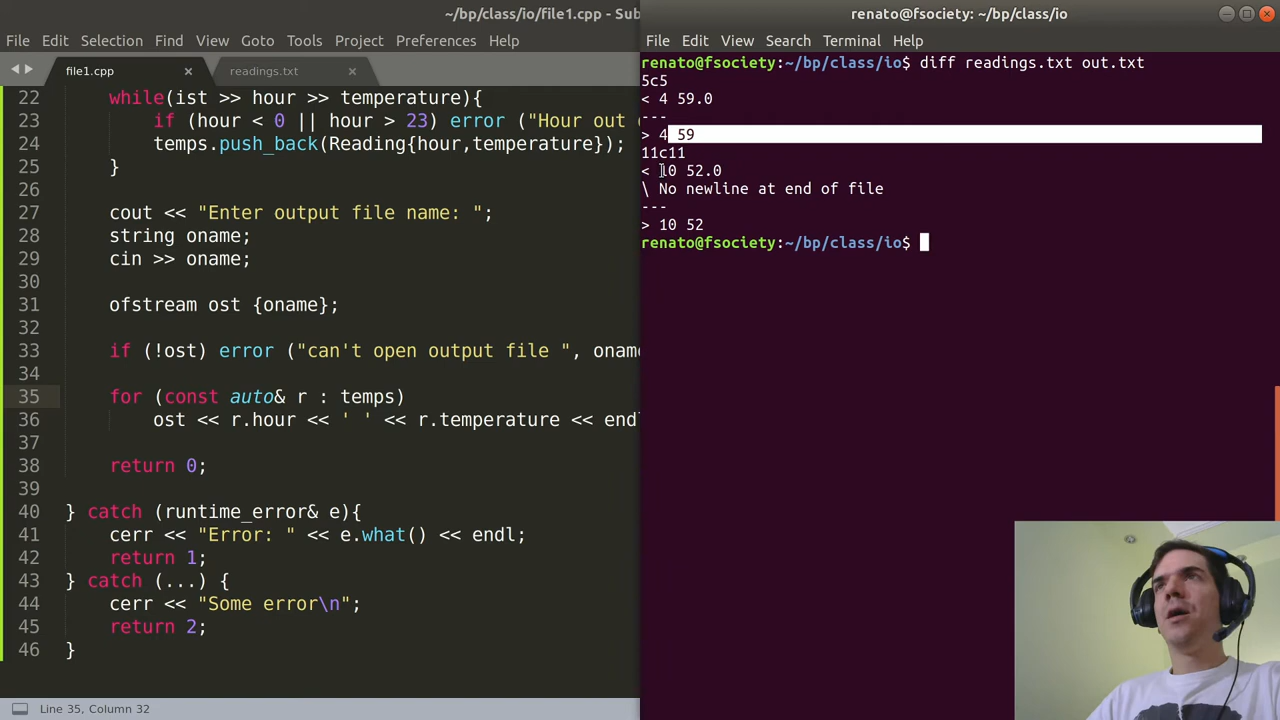 ~/bp/class/io/file1.cpp - Sub
File Edit Selection Find View Goto Tools Project Preferences Help
file1.cpp × readings.txt ×
22 while(ist >> hour >> temperature){
23 if (hour < 0 || hour > 23) error ("Hour out
24 temps.push_back(Reading{hour,temperature});
25 }
26
27 cout << "Enter output file name: ";
28 string oname;
29 cin >> oname;
30
31 ofstream ost {oname};
32
33 if (!ost) error ("can't open output file ", onam
34
35 for (const auto& r : temps)
36 ost << r.hour << ' ' << r.temperature << end
37
38 return 0;
39
40 } catch (runtime_error& e){
41 cerr << "Error: " << e.what() << endl;
42 return 1;
43 } catch (...) {
44 cerr << "Some error\n";
45 return 2;
46 }
Line 35, Column 32
renato@fsociety: ~/bp/class/io
File Edit View Search Terminal Help
renato@fsociety:~/bp/class/io$ diff readings.txt out.txt
5c5
< 4 59.0
---
> 4 59
11c11
< 10 52.0
\ No newline at end of file
---
> 10 52
renato@fsociety:~/bp/class/io$